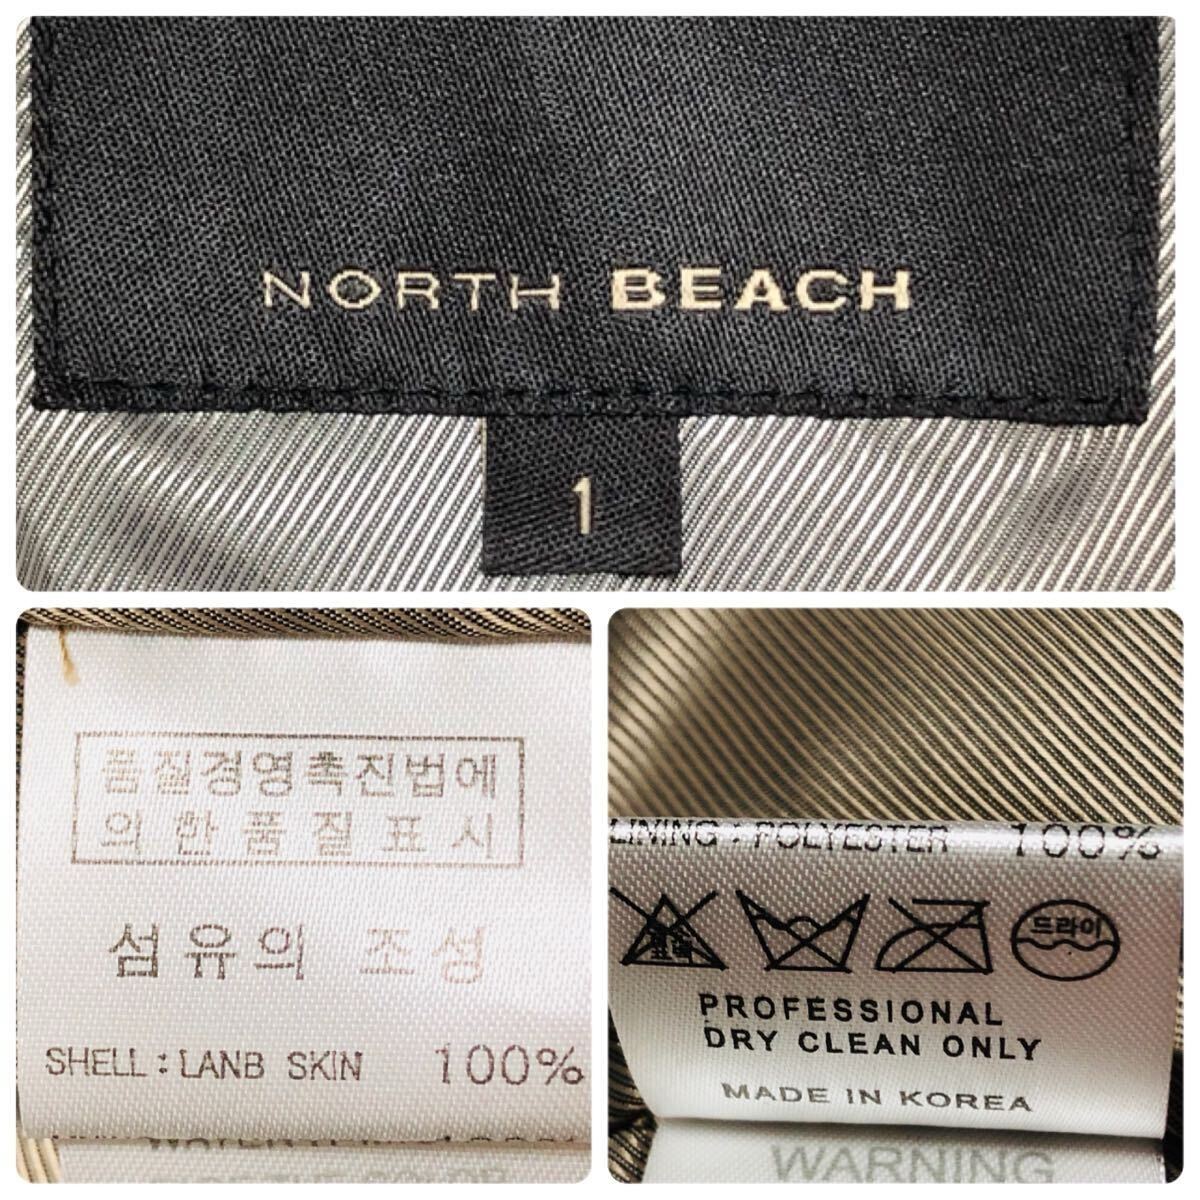 NORTH BEACH
1
품질경영촉진법에
의한품질표시
섬유의 조성
SHELL : LANB SKIN 100%
LINING : POLYESTER 100%
드라이
PROFESSIONAL
DRY CLEAN ONLY
MADE IN KOREA
WARNING